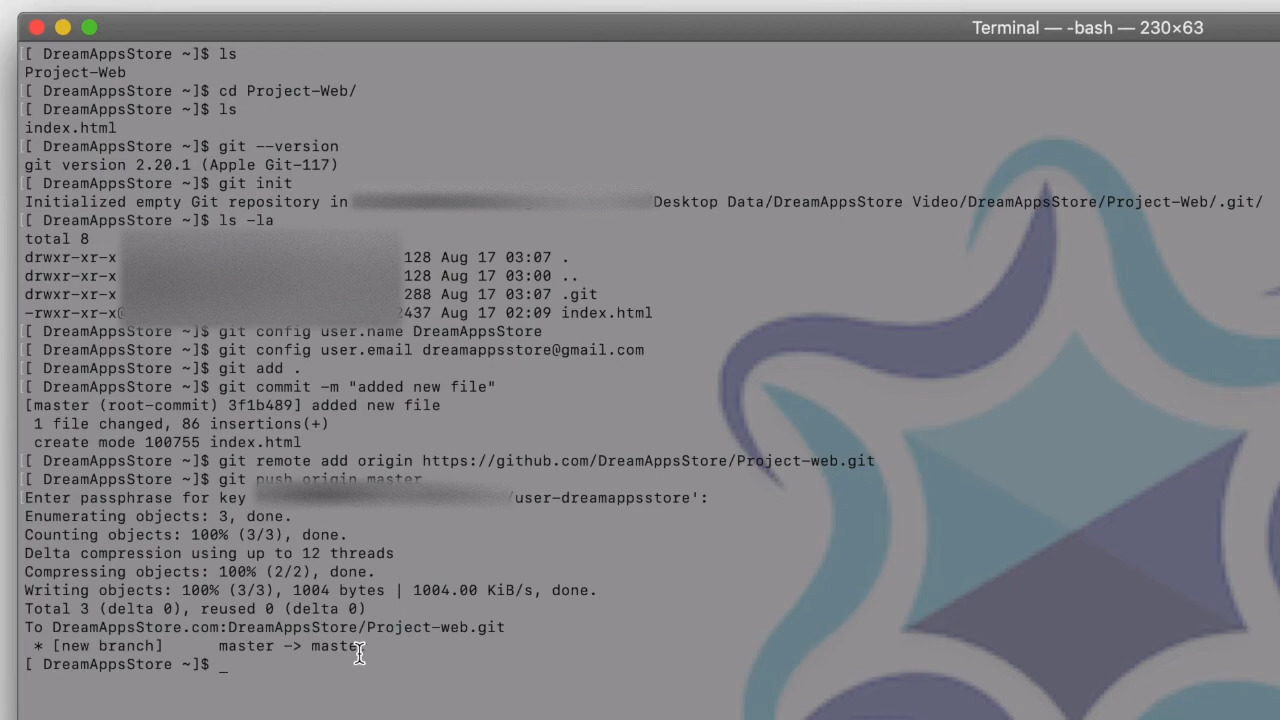 Terminal — -bash — 230×63
[ DreamAppsStore ~]$ ls
Project-Web
[ DreamAppsStore ~]$ cd Project-Web/
[ DreamAppsStore ~]$ ls
index.html
[ DreamAppsStore ~]$ git --version
git version 2.20.1 (Apple Git-117)
[ DreamAppsStore ~]$ git init
Initialized empty Git repository in Desktop Data/DreamAppsStore Video/DreamAppsStore/Project-Web/.git/
[ DreamAppsStore ~]$ ls -la
total 8
drwxr-xr-x 128 Aug 17 03:07 .
drwxr-xr-x 128 Aug 17 03:00 ..
drwxr-xr-x 288 Aug 17 03:07 .git
-rwxr-xr-x@ 2437 Aug 17 02:09 index.html
[ DreamAppsStore ~]$ git config user.name DreamAppsStore
[ DreamAppsStore ~]$ git config user.email dreamappsstore@gmail.com
[ DreamAppsStore ~]$ git add .
[ DreamAppsStore ~]$ git commit -m "added new file"
[master (root-commit) 3f1b489] added new file
1 file changed, 86 insertions(+)
create mode 100755 index.html
[ DreamAppsStore ~]$ git remote add origin https://github.com/DreamAppsStore/Project-web.git
[ DreamAppsStore ~]$ git push origin master
Enter passphrase for key /user-dreamappsstore':
Enumerating objects: 3, done.
Counting objects: 100% (3/3), done.
Delta compression using up to 12 threads
Compressing objects: 100% (2/2), done.
Writing objects: 100% (3/3), 1004 bytes | 1004.00 KiB/s, done.
Total 3 (delta 0), reused 0 (delta 0)
To DreamAppsStore.com:DreamAppsStore/Project-web.git
* [new branch] master -> master
[ DreamAppsStore ~]$ _